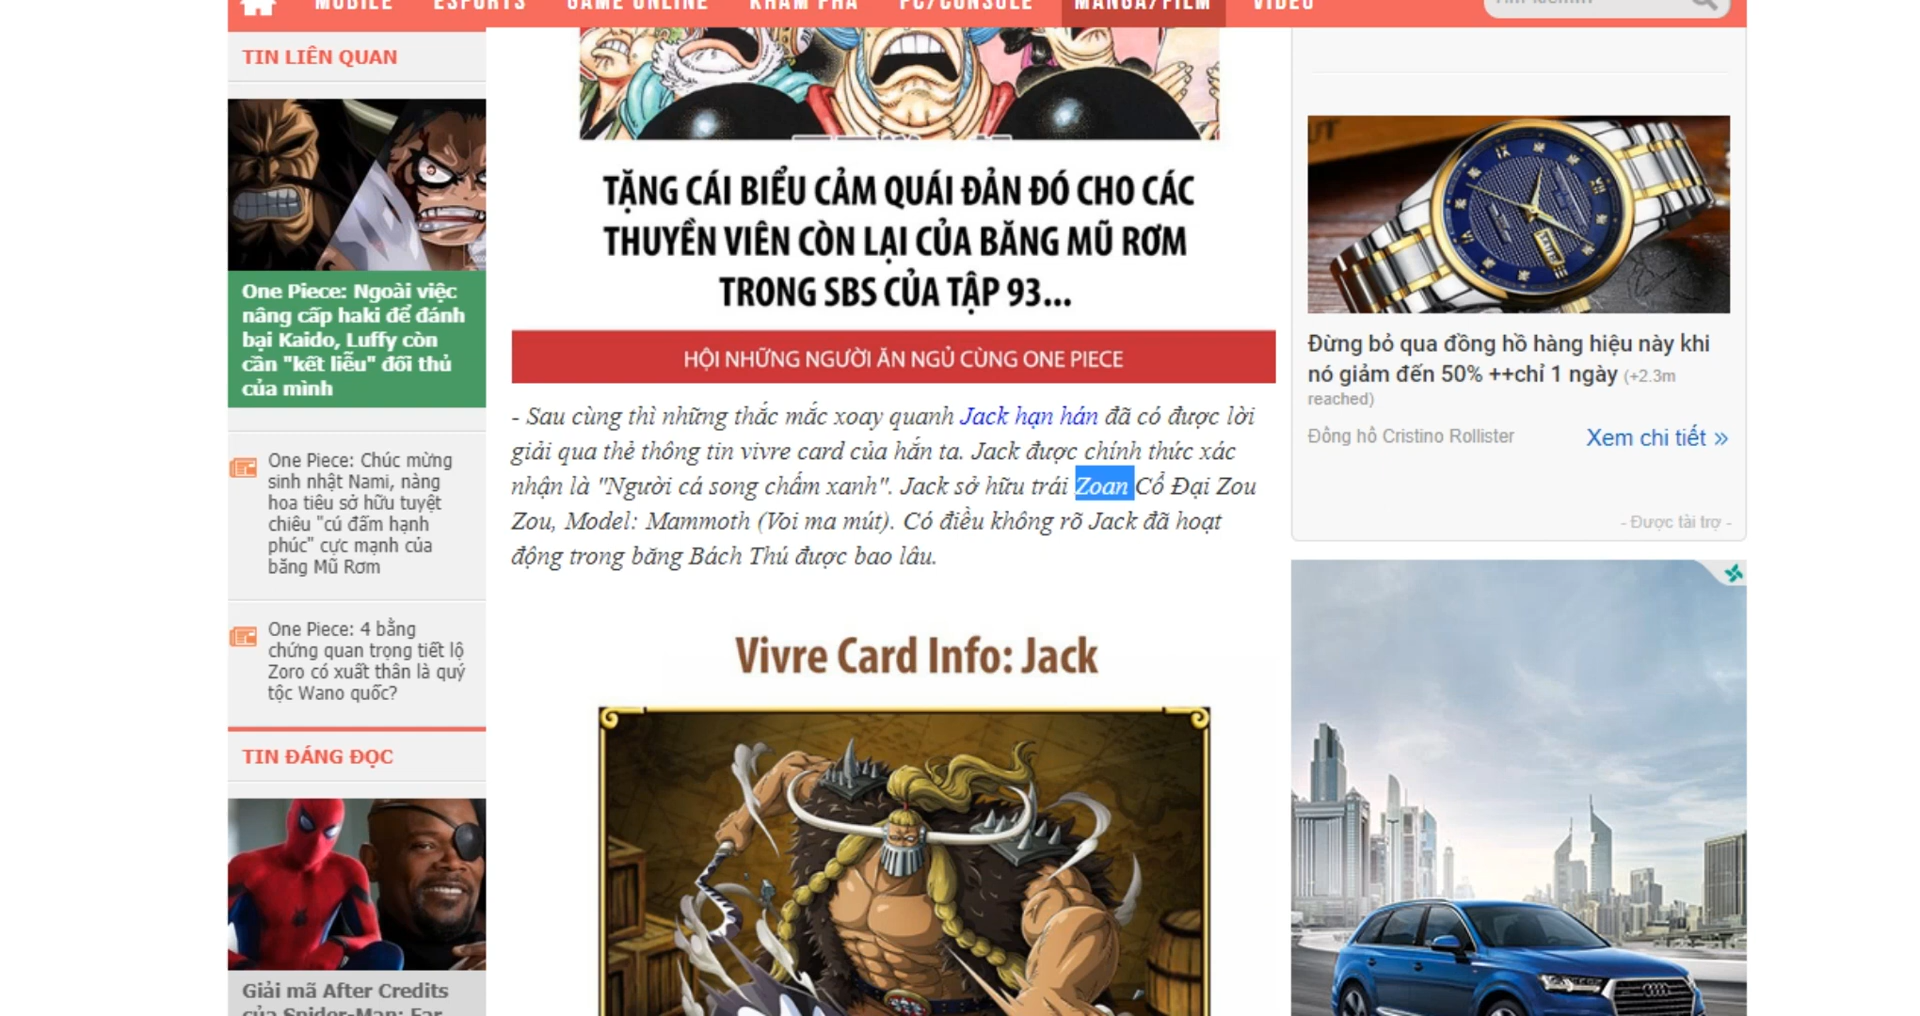 MOBILE ESPORTS GAME ONLINE KHÁM PHÁ PC/CONSOLE MANGA/FILM VIDEO
TIN LIÊN QUAN
One Piece: Ngoài việc
nâng cấp haki để đánh
bại Kaido, Luffy còn
cần "kết liễu" đối thủ
của mình
One Piece: Chúc mừng
sinh nhật Nami, nàng
hoa tiêu sở hữu tuyệt
chiêu "cú đấm hạnh
phúc" cực mạnh của
băng Mũ Rơm
One Piece: 4 bằng
chứng quan trọng tiết lộ
Zoro có xuất thân là quý
tộc Wano quốc?
TIN ĐÁNG ĐỌC
Giải mã After Credits
của Spider-Man: Far
TẶNG CÁI BIỂU CẢM QUÁI ĐẢN ĐÓ CHO CÁC
THUYỀN VIÊN CÒN LẠI CỦA BĂNG MŨ RƠM
TRONG SBS CỦA TẬP 93...
HỘI NHỮNG NGƯỜI ĂN NGỦ CÙNG ONE PIECE
- Sau cùng thì những thắc mắc xoay quanh Jack hạn hán đã có được lời
giải qua thẻ thông tin vivre card của hắn ta. Jack được chính thức xác
nhận là "Người cá song chấm xanh". Jack sở hữu trái Zoan Cổ Đại Zou
Zou, Model: Mammoth (Voi ma mút). Có điều không rõ Jack đã hoạt
động trong băng Bách Thú được bao lâu.
Vivre Card Info: Jack
Đừng bỏ qua đồng hồ hàng hiệu này khi
nó giảm đến 50% ++chỉ 1 ngày (+2.3m
reached)
Đồng hồ Cristino Rollister Xem chi tiết »
- Được tài trợ -